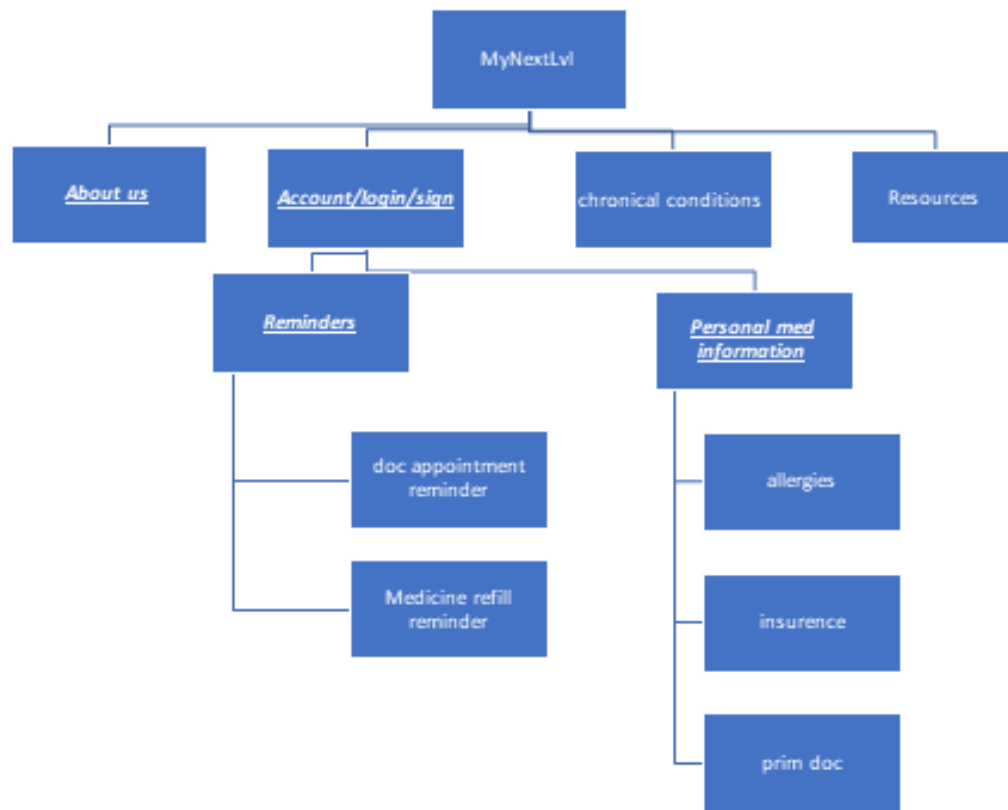 MyNextLvl
About us
Account/login/sign
chronical conditions
Resources
Reminders
Personal med
information
doc appointment
reminder
allergies
Medicine refill
reminder
insurence
prim doc